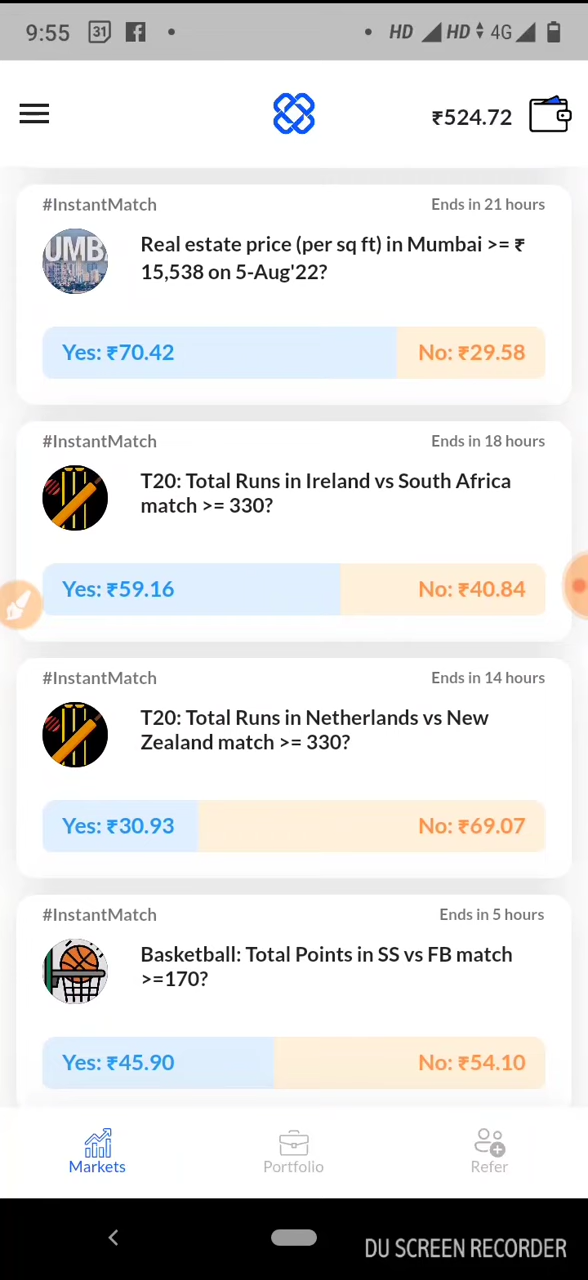 9:55 31 HD HD 4G
₹524.72
#InstantMatch Ends in 21 hours
UMB
Real estate price (per sq ft) in Mumbai >= ₹
15,538 on 5-Aug'22?
Yes: ₹70.42 No: ₹29.58
#InstantMatch Ends in 18 hours
T20: Total Runs in Ireland vs South Africa
match >= 330?
Yes: ₹59.16 No: ₹40.84
#InstantMatch Ends in 14 hours
T20: Total Runs in Netherlands vs New
Zealand match >= 330?
Yes: ₹30.93 No: ₹69.07
#InstantMatch Ends in 5 hours
Basketball: Total Points in SS vs FB match
>=170?
Yes: ₹45.90 No: ₹54.10
Markets Portfolio Refer
DU SCREEN RECORDER